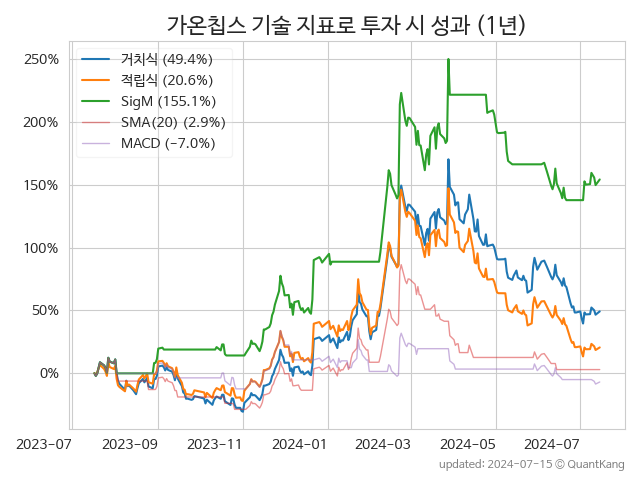 가온칩스 기술 지표로 투자 시 성과 (1년)
250%
200%
150%
100%
50%
0%
거치식 (49.4%)
적립식 (20.6%)
SigM (155.1%)
SMA(20) (2.9%)
MACD (−7.0%)
2023-07
2023-09
2023-11
2024-01
2024-03
2024-05
2024-07
updated: 2024-07-15 ⓒ QuantKang